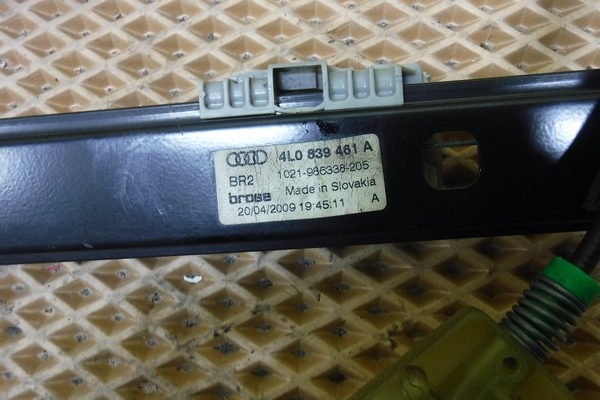 4L0 839 461 A
BR2 1021-986338-205
brose Made in Slovakia
20/04/2009 19:45:11 A